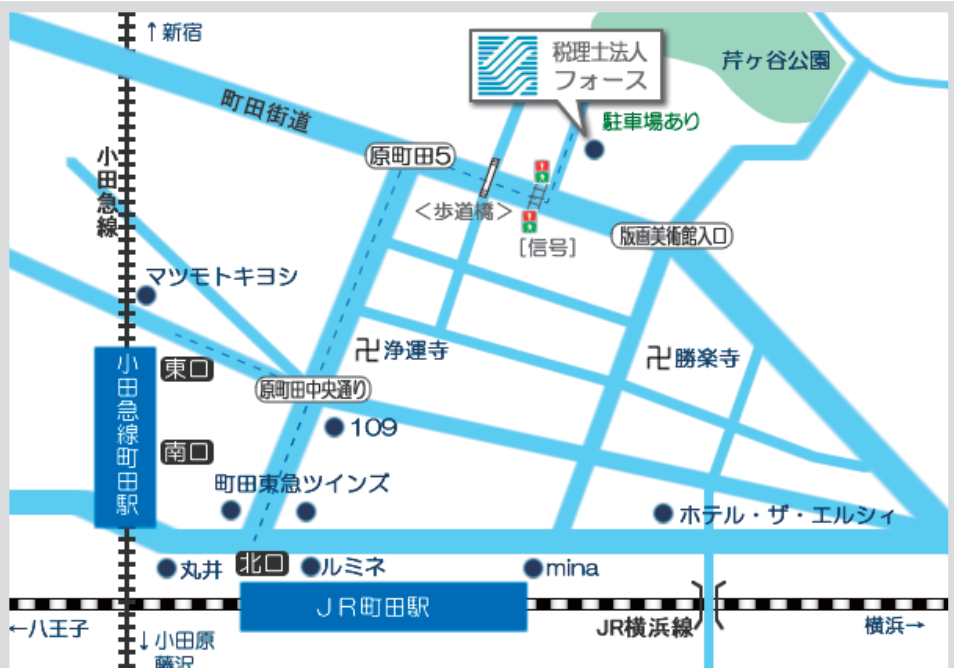 ↑新宿
税理士法人
フォース
芹ヶ谷公園
町田街道
駐車場あり
小田急線
原町田5
<歩道橋>
[信号]
版画美術館入口
マツモトキヨシ
卍浄運寺
卍勝楽寺
小田急線町田駅
東口
原町田中央通り
109
南口
町田東急ツインズ
ホテル・ザ・エルシィ
丸井
北口
ルミネ
mina
JR町田駅
←八王子
JR横浜線
横浜→
↓小田原
藤沢